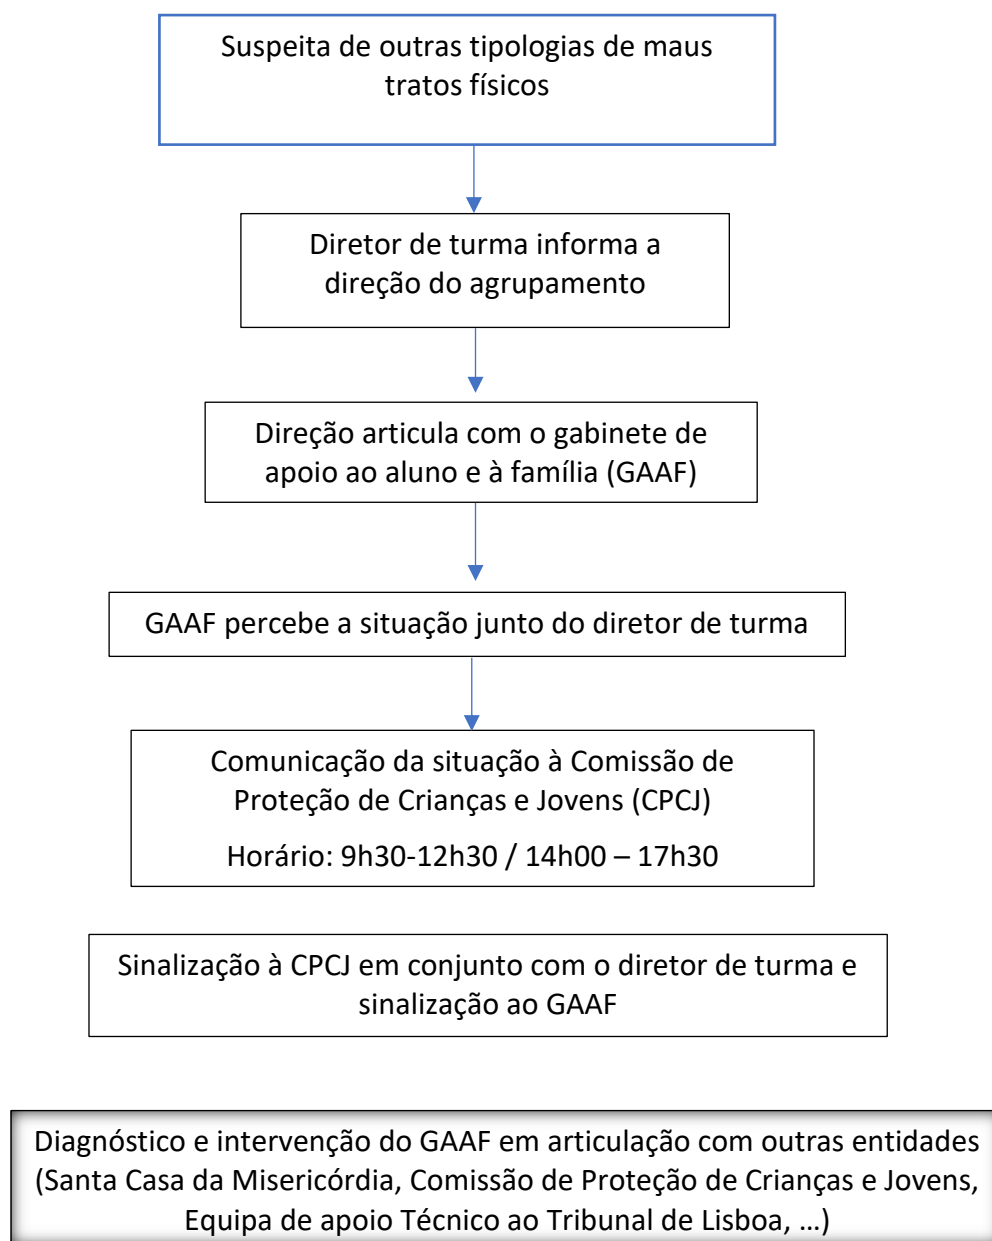 Suspeita de outras tipologias de maus
tratos físicos
Diretor de turma informa a
direção do agrupamento
Direção articula com o gabinete de
apoio ao aluno e à família (GAAF)
GAAF percebe a situação junto do diretor de turma
Comunicação da situação à Comissão de
Proteção de Crianças e Jovens (CPCJ)
Horário: 9h30-12h30 / 14h00 – 17h30
Sinalização à CPCJ em conjunto com o diretor de turma e
sinalização ao GAAF
Diagnóstico e intervenção do GAAF em articulação com outras entidades
(Santa Casa da Misericórdia, Comissão de Proteção de Crianças e Jovens,
Equipa de apoio Técnico ao Tribunal de Lisboa, …)